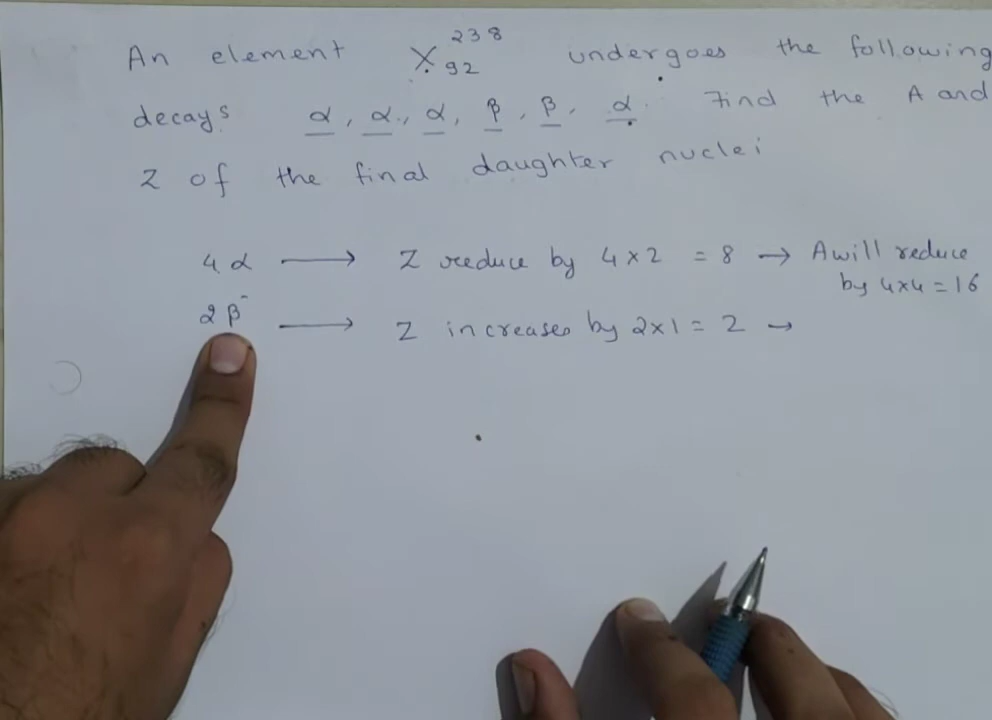 An element X 238 92 undergoes the following
decays α, α, α, β, β, α. Find the A and
Z of the final daughter nuclei
4α → Z reduce by 4×2 = 8 → A will reduce
by 4×4 = 16
2β⁻ → Z increases by 2×1 = 2 →